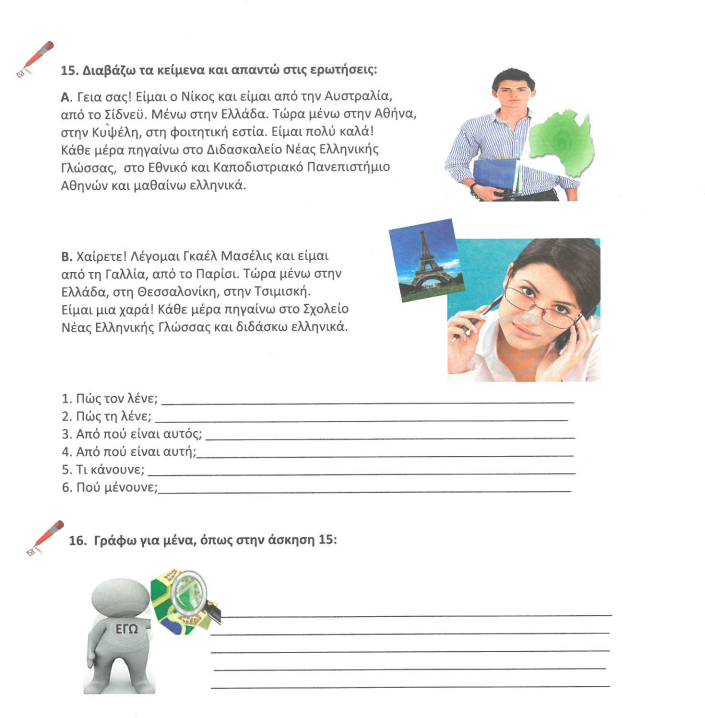 15. Διαβάζω τα κείμενα και απαντώ στις ερωτήσεις:
Α. Γεια σας! Είμαι ο Νίκος και είμαι από την Αυστραλία,
από το Σίδνεϋ. Μένω στην Ελλάδα. Τώρα μένω στην Αθήνα,
στην Κυψέλη, στη φοιτητική εστία. Είμαι πολύ καλά!
Κάθε μέρα πηγαίνω στο Διδασκαλείο Νέας Ελληνικής
Γλώσσας, στο Εθνικό και Καποδιστριακό Πανεπιστήμιο
Αθηνών και μαθαίνω ελληνικά.
Β. Χαίρετε! Λέγομαι Γκαέλ Μασέλις και είμαι
από τη Γαλλία, από το Παρίσι. Τώρα μένω στην
Ελλάδα, στη Θεσσαλονίκη, στην Τσιμισκή.
Είμαι μια χαρά! Κάθε μέρα πηγαίνω στο Σχολείο
Νέας Ελληνικής Γλώσσας και διδάσκω ελληνικά.
1. Πώς τον λένε;
2. Πώς τη λένε;
3. Από πού είναι αυτός;
4. Από πού είναι αυτή;
5. Τι κάνουνε;
6. Πού μένουνε;
16. Γράφω για μένα, όπως στην άσκηση 15:
ΕΓΩ